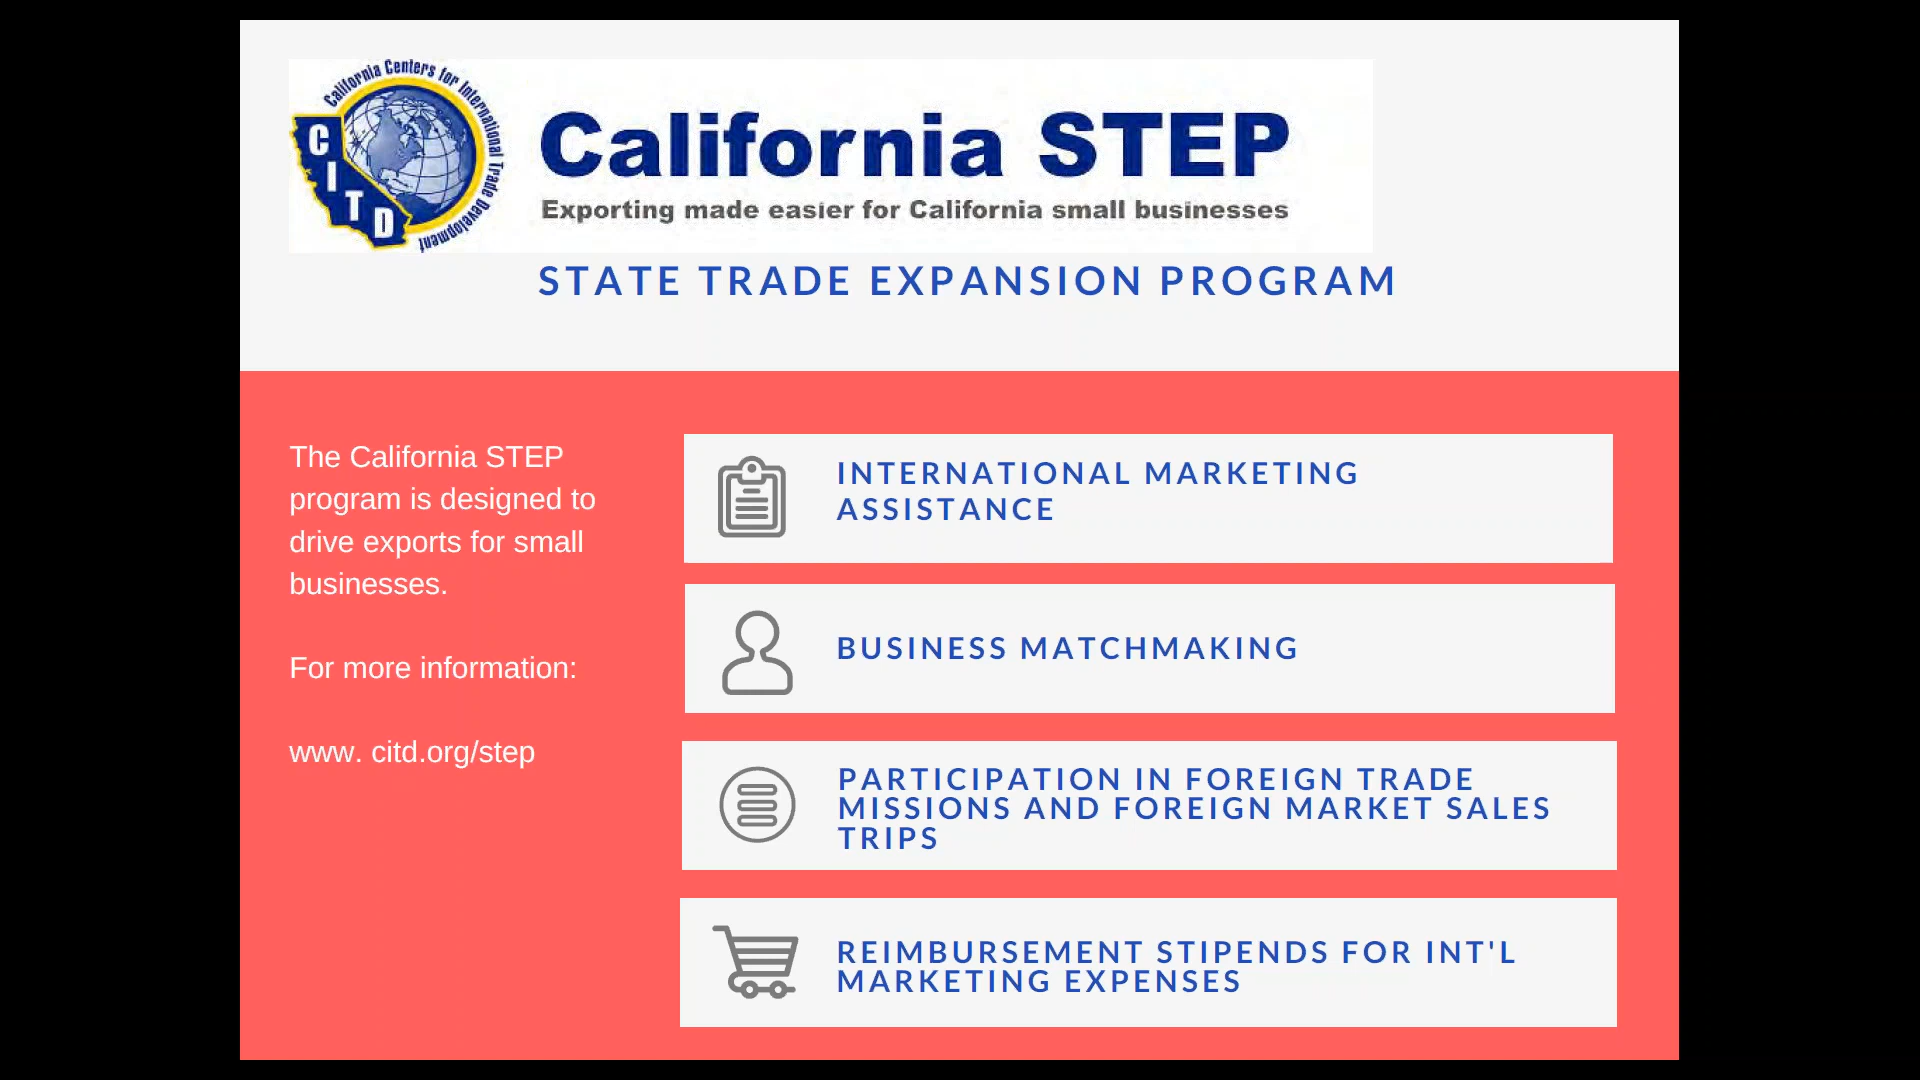 California Centers for International Trade Development
C
I
T
D
California STEP
Exporting made easier for California small businesses
STATE TRADE EXPANSION PROGRAM
The California STEP
program is designed to
drive exports for small
businesses.
For more information:
www. citd.org/step
INTERNATIONAL MARKETING
ASSISTANCE
BUSINESS MATCHMAKING
PARTICIPATION IN FOREIGN TRADE
MISSIONS AND FOREIGN MARKET SALES
TRIPS
REIMBURSEMENT STIPENDS FOR INT'L
MARKETING EXPENSES